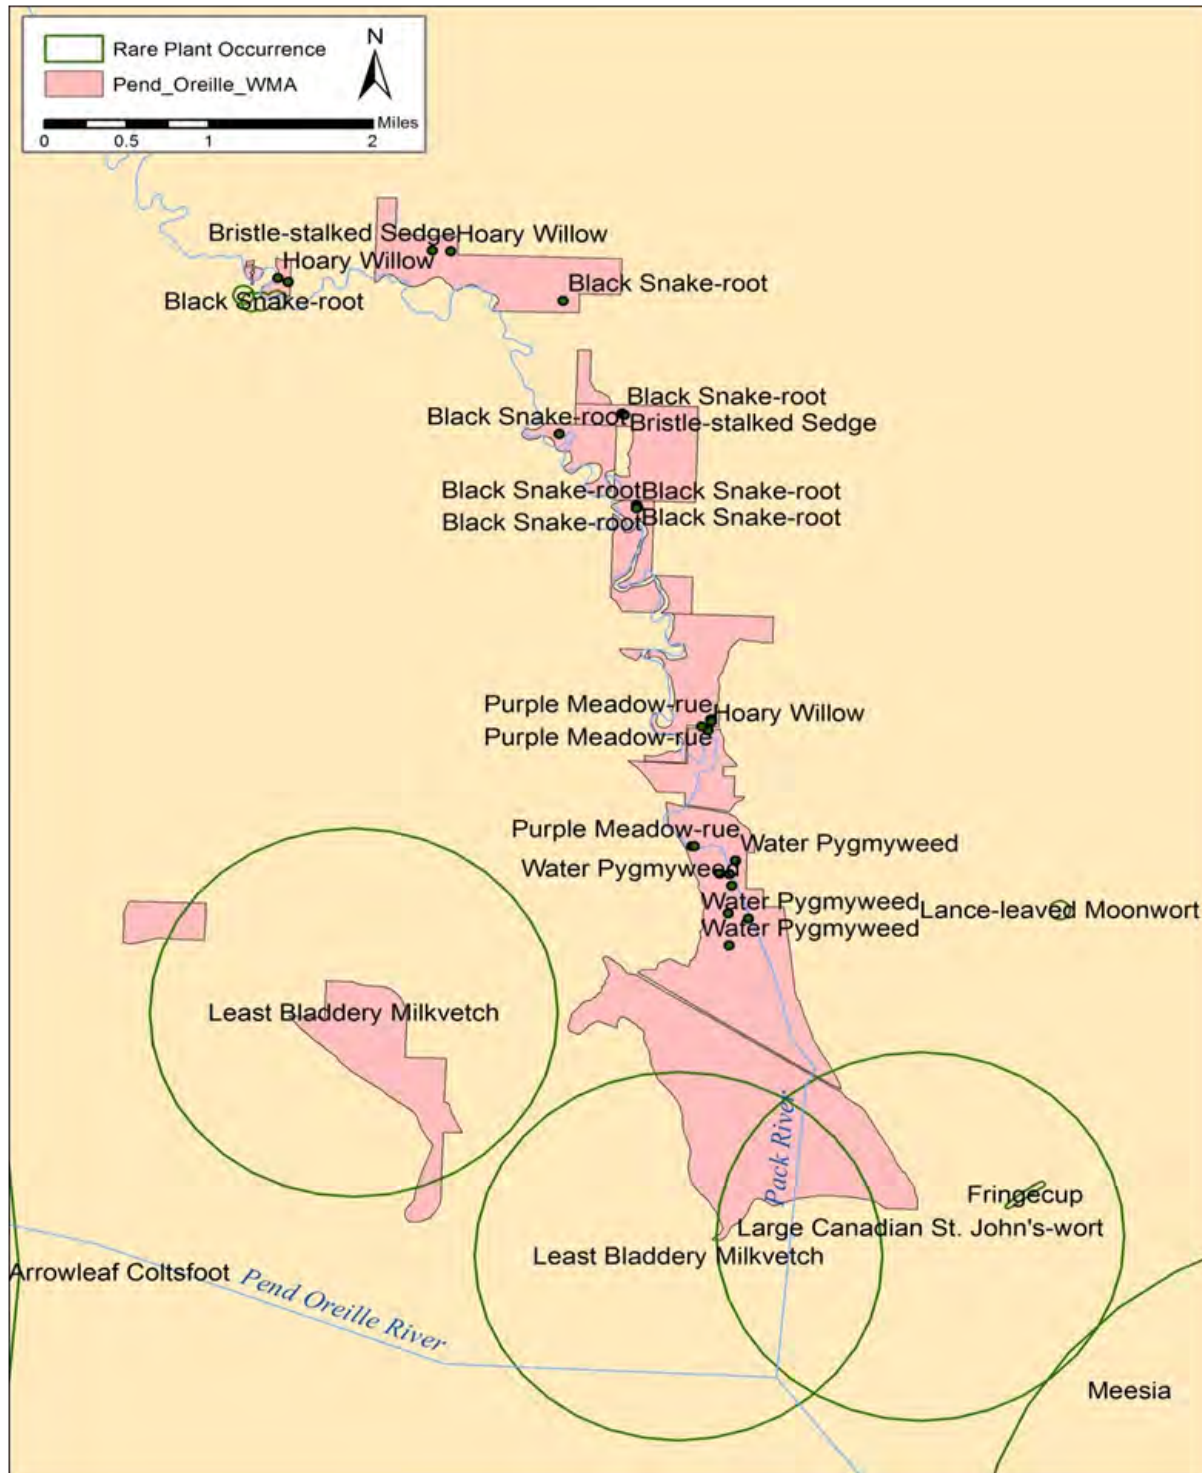 N
Rare Plant Occurrence
Pend_Oreille_WMA
Miles
0 0.5 1 2
Bristle-stalked Sedge Hoary Willow
Hoary Willow
Black Snake-root
Black Snake-root
Black Snake-root
Black Snake-root
Bristle-stalked Sedge
Black Snake-root Black Snake-root
Black Snake-root Black Snake-root
Purple Meadow-rue
Hoary Willow
Purple Meadow-rue
Purple Meadow-rue
Water Pygmyweed
Water Pygmyweed
Water Pygmyweed
Lance-leaved Moonwort
Water Pygmyweed
Least Bladdery Milkvetch
Pack River
Fringecup
Large Canadian St. John's-wort
Least Bladdery Milkvetch
Arrowleaf Coltsfoot
Pend Oreille River
Meesia